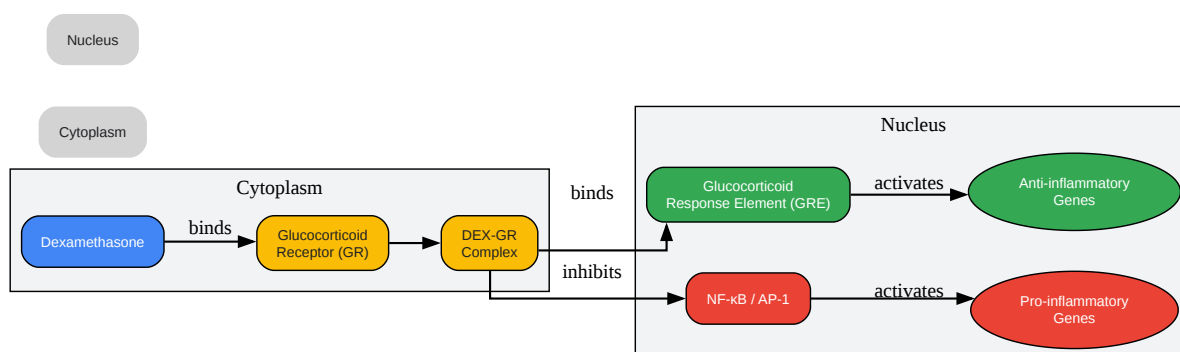 Nucleus
Cytoplasm
Cytoplasm
Dexamethasone
binds
Glucocorticoid
Receptor (GR)
DEX-GR
Complex
binds
inhibits
Nucleus
Glucocorticoid
Response Element (GRE)
activates
Anti-inflammatory
Genes
NF-κB / AP-1
activates
Pro-inflammatory
Genes